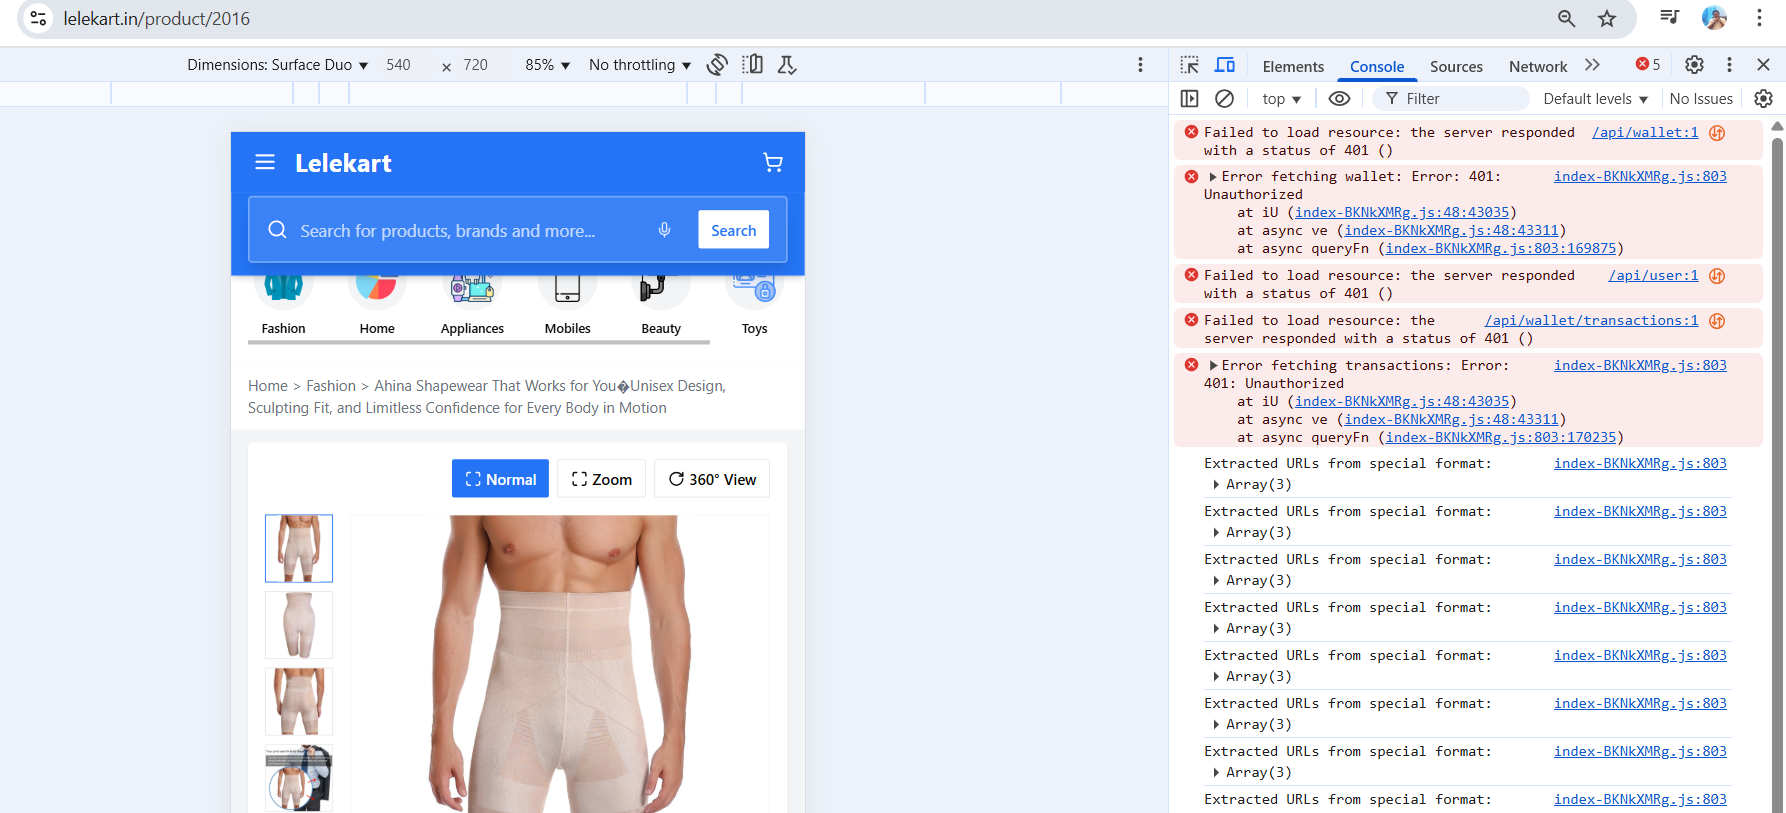 lelekart.in/product/2016
Dimensions: Surface Duo 540 × 720 85% No throttling
Elements Console Sources Network 5
top Filter Default levels No Issues
Lelekart
Search for products, brands and more... Search
Fashion Home Appliances Mobiles Beauty Toys
Home > Fashion > Ahina Shapewear That Works for You�Unisex Design,
Sculpting Fit, and Limitless Confidence for Every Body in Motion
Normal Zoom 360° View
Failed to load resource: the server responded /api/wallet:1
with a status of 401 ()
Error fetching wallet: Error: 401: index-BKNkXMRg.js:803
Unauthorized
at iU (index-BKNkXMRg.js:48:43035)
at async ve (index-BKNkXMRg.js:48:43311)
at async queryFn (index-BKNkXMRg.js:803:169875)
Failed to load resource: the server responded /api/user:1
with a status of 401 ()
Failed to load resource: the /api/wallet/transactions:1
server responded with a status of 401 ()
Error fetching transactions: Error: index-BKNkXMRg.js:803
401: Unauthorized
at iU (index-BKNkXMRg.js:48:43035)
at async ve (index-BKNkXMRg.js:48:43311)
at async queryFn (index-BKNkXMRg.js:803:170235)
Extracted URLs from special format: index-BKNkXMRg.js:803
Array(3)
Extracted URLs from special format: index-BKNkXMRg.js:803
Array(3)
Extracted URLs from special format: index-BKNkXMRg.js:803
Array(3)
Extracted URLs from special format: index-BKNkXMRg.js:803
Array(3)
Extracted URLs from special format: index-BKNkXMRg.js:803
Array(3)
Extracted URLs from special format: index-BKNkXMRg.js:803
Array(3)
Extracted URLs from special format: index-BKNkXMRg.js:803
Array(3)
Extracted URLs from special format: index-BKNkXMRg.js:803